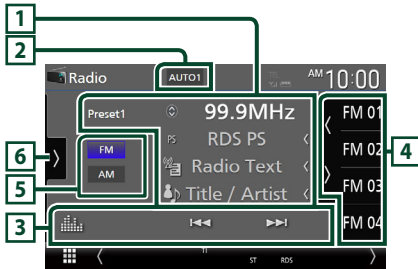 1
2
Radio
AUTO1
AM 10:00
Preset1
99.9MHz
FM 01
PS
RDS PS
FM 02
4
6
FM
Radio Text
5
AM
FM 03
Title / Artist
3
FM 04
TI
ST
RDS